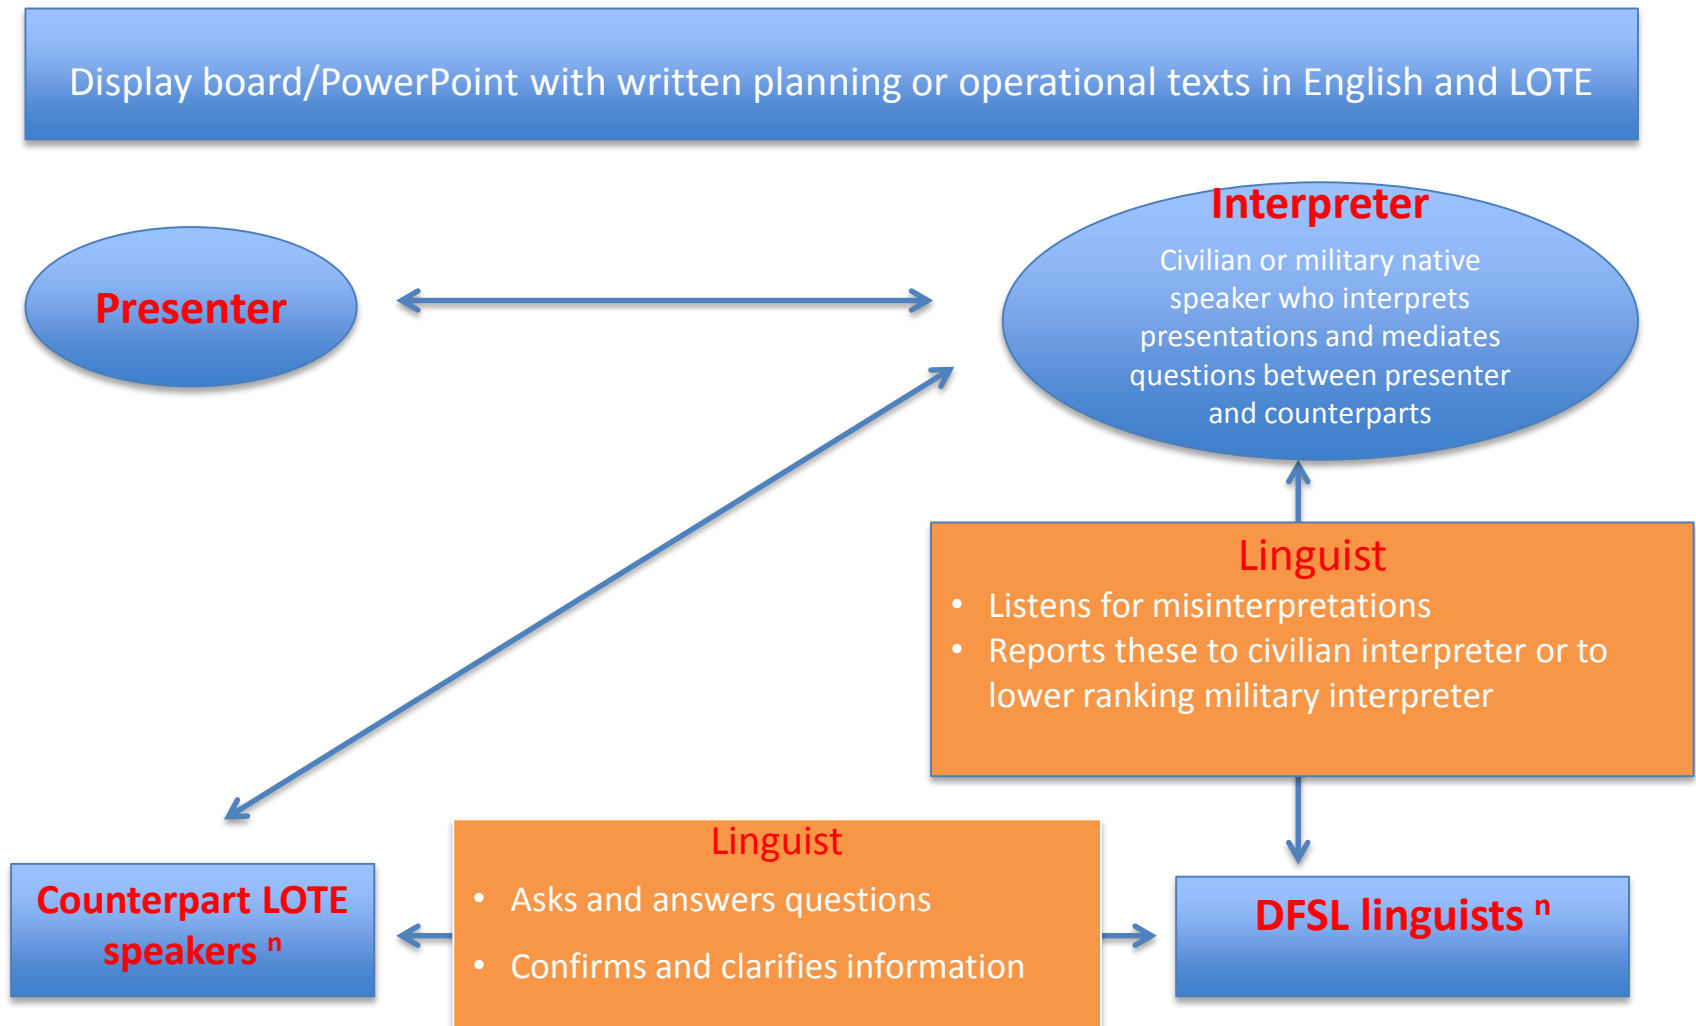 Display board/PowerPoint with written planning or operational texts in English and LOTE
Presenter
Interpreter
Civilian or military native
speaker who interprets
presentations and mediates
questions between presenter
and counterparts
Linguist
• Listens for misinterpretations
• Reports these to civilian interpreter or to
lower ranking military interpreter
Linguist
• Asks and answers questions
• Confirms and clarifies information
Counterpart LOTE
speakers ⁿ
DFSL linguists ⁿ